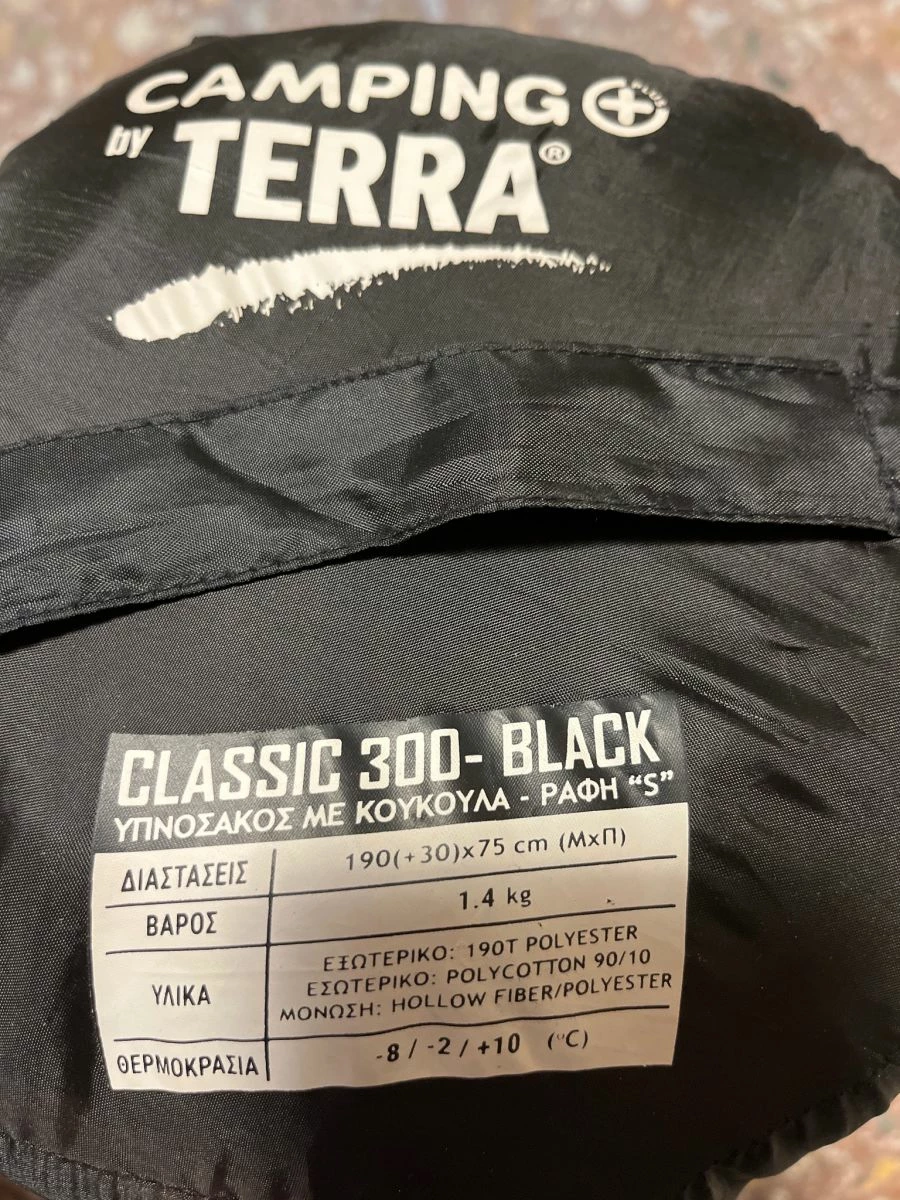 CAMPING PLUS
by TERRA®
CLASSIC 300- BLACK
ΥΠΝΟΣΑΚΟΣ ΜΕ ΚΟΥΚΟΥΛΑ - ΡΑΦΗ “S”
ΔΙΑΣΤΑΣΕΙΣ 190(+30)x75 cm (ΜxΠ)
ΒΑΡΟΣ 1.4 kg
ΥΛΙΚΑ ΕΞΩΤΕΡΙΚΟ: 190T POLYESTER
ΕΣΩΤΕΡΙΚΟ: POLYCOTTON 90/10
ΜΟΝΩΣΗ: HOLLOW FIBER/POLYESTER
ΘΕΡΜΟΚΡΑΣΙΑ -8 / -2 / +10 (°C)